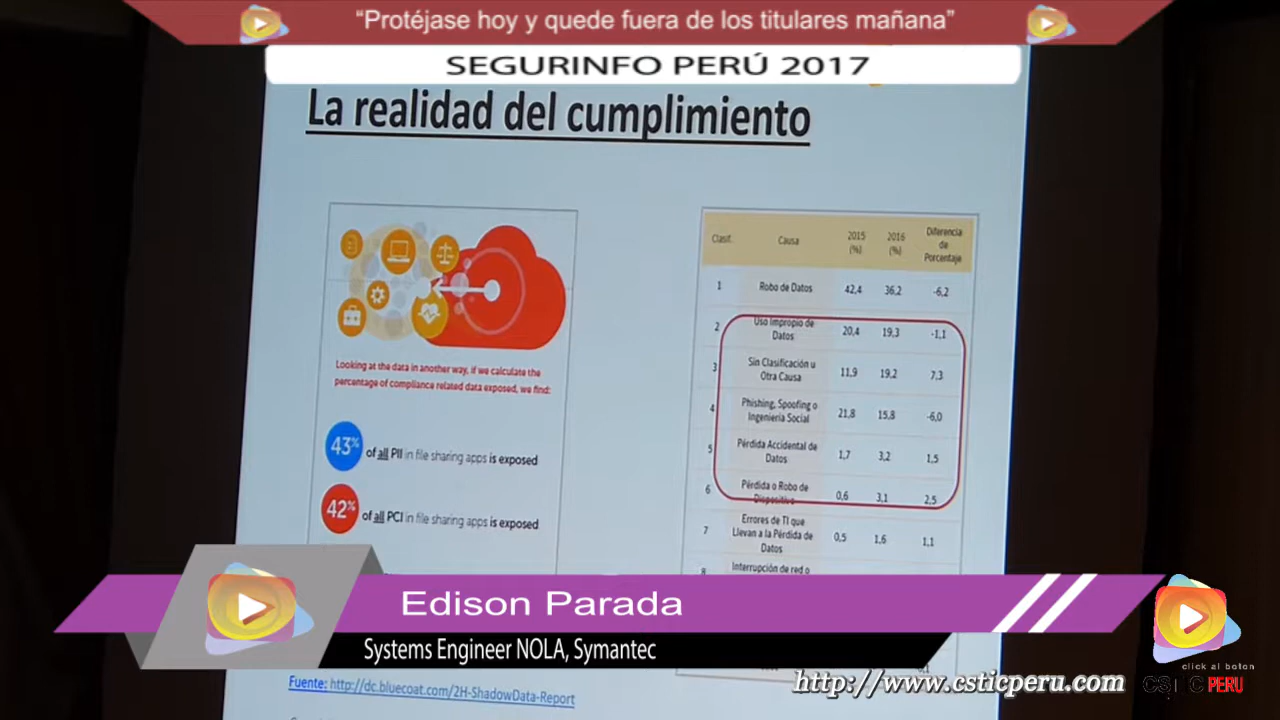 “Protéjase hoy y quede fuera de los titulares mañana”
SEGURINFO PERÚ 2017
La realidad del cumplimiento
Looking at the data in another way, if we calculate the
percentage of compliance related data exposed, we find:
43% of all PII in file sharing apps is exposed
42% of all PCI in file sharing apps is exposed
Clasif. Causa 2015 (%) 2016 (%) Diferencia de Porcentaje
1 Robo de Datos 42,4 36,2 -6,2
2 Uso Impropio de Datos 20,4 19,3 -1,1
3 Sin Clasificación u Otra Causa 11,9 19,2 7,3
4 Phishing, Spoofing o Ingeniería Social 21,8 15,8 -6,0
5 Pérdida Accidental de Datos 1,7 3,2 1,5
6 Pérdida o Robo de Dispositivo 0,6 3,1 2,5
7 Errores de TI que Llevan a la Pérdida de Datos 0,5 1,6 1,1
8 Interrupción de red o
Edison Parada
Systems Engineer NOLA, Symantec
Fuente: http://dc.bluecoat.com/2H-ShadowData-Report
http://www.csticperu.com
click al boton
CSTIC PERU